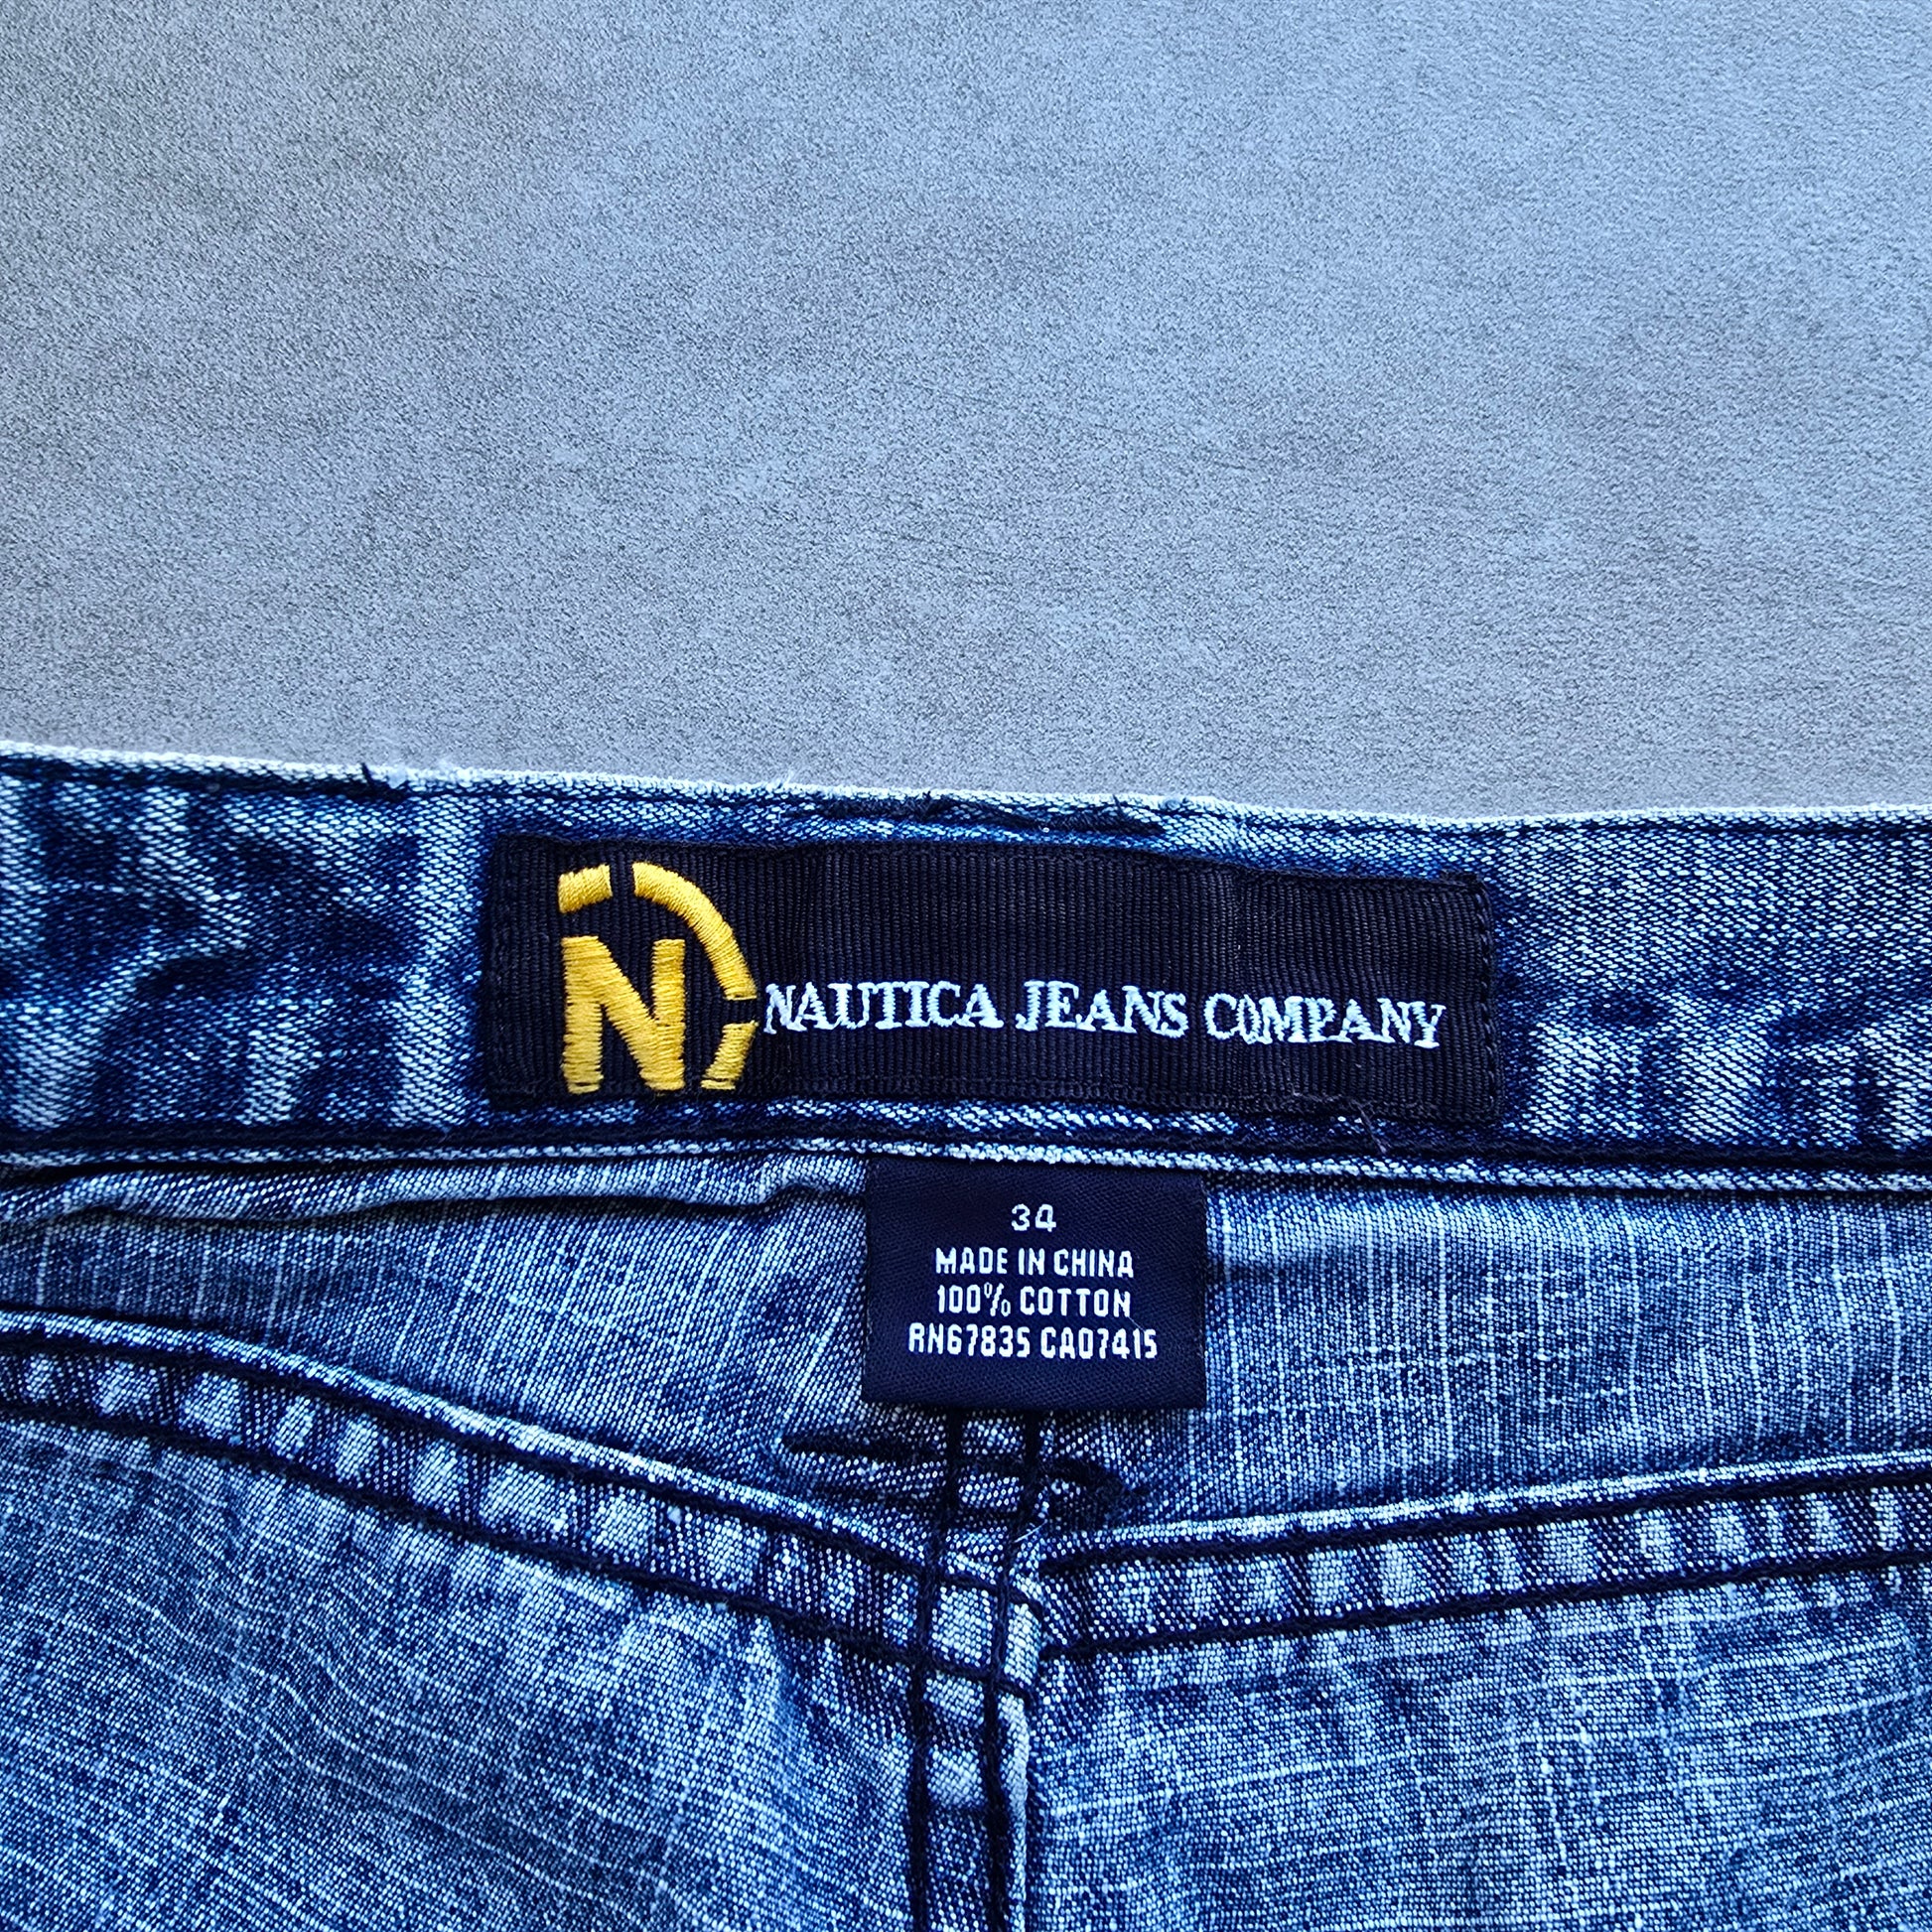 N
NAUTICA JEANS COMPANY
34
MADE IN CHINA
100% COTTON
RN67835 CA07415